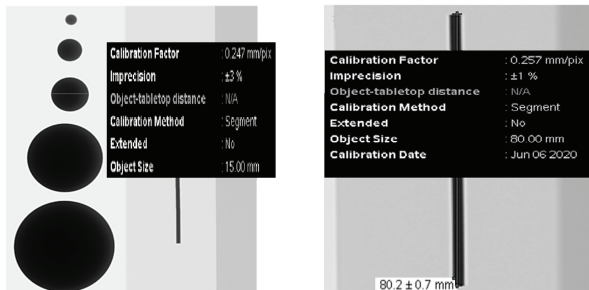 Calibration Factor : 0.247 mm/pix
Imprecision : ±3 %
Object-tabletop distance : N/A
Calibration Method : Segment
Extended : No
Object Size : 15.00 mm
Calibration Factor : 0.257 mm/pix
Imprecision : ±1 %
Object-tabletop distance : N/A
Calibration Method : Segment
Extended : No
Object Size : 80.00 mm
Calibration Date : Jun 06 2020
80.2 ± 0.7 mm